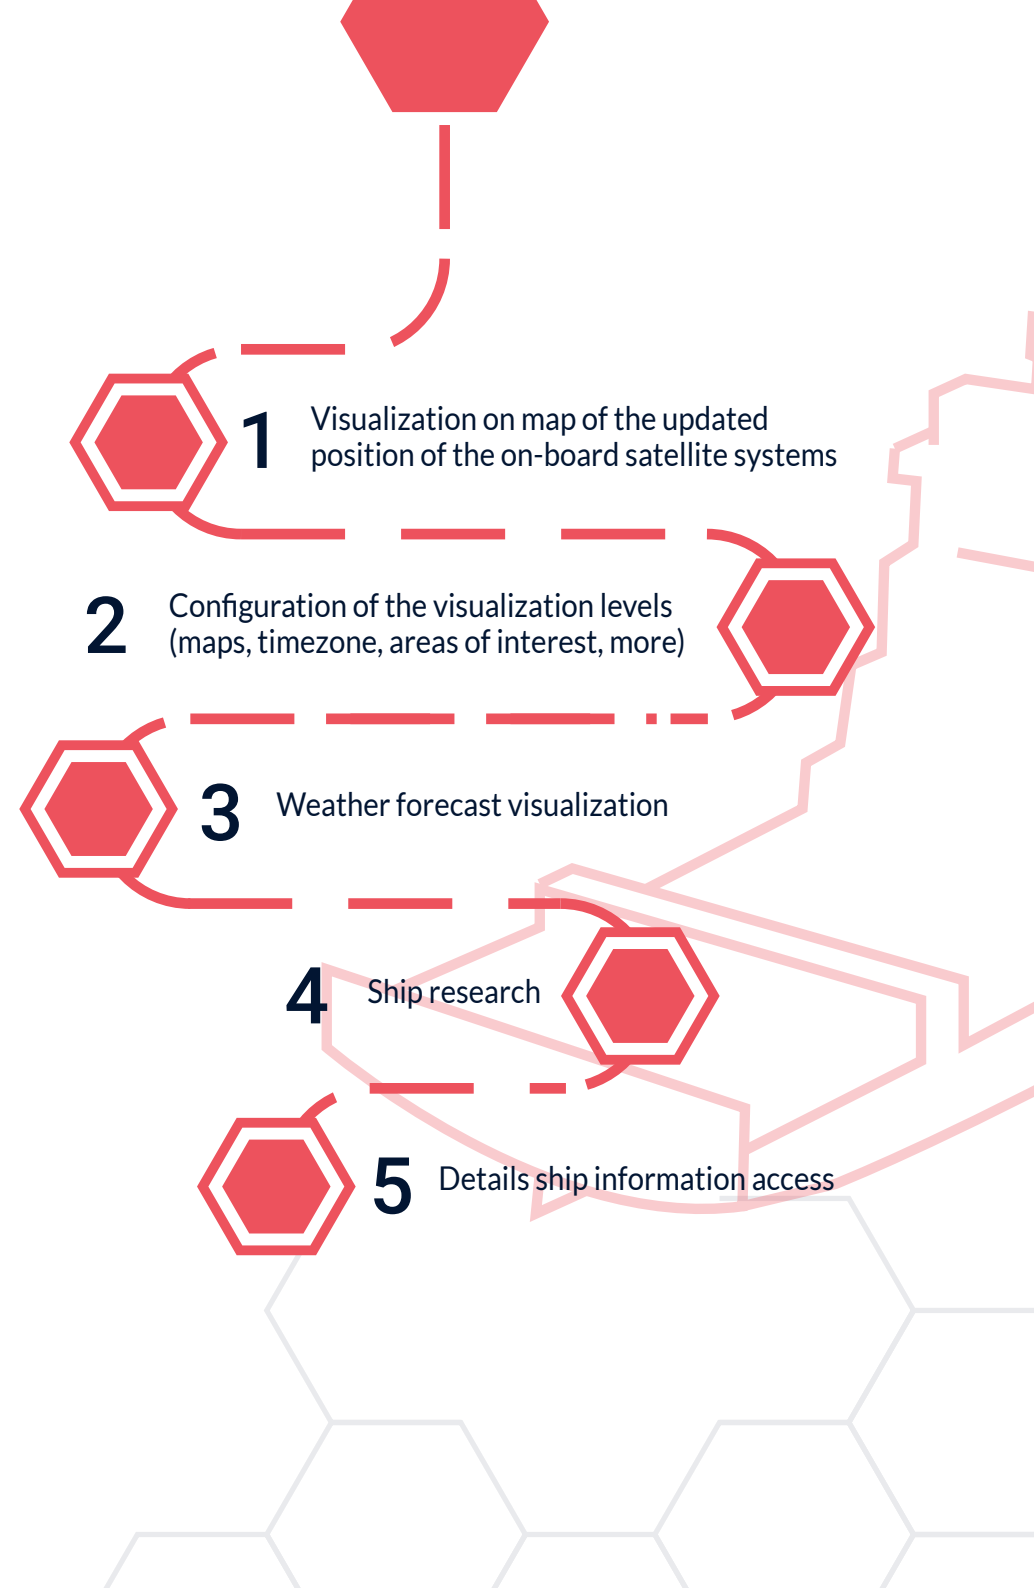 1
Visualization on map of the updated
position of the on-board satellite systems
2
Configuration of the visualization levels
(maps, timezone, areas of interest, more)
3
Weather forecast visualization
4
Ship research
5
Details ship information access